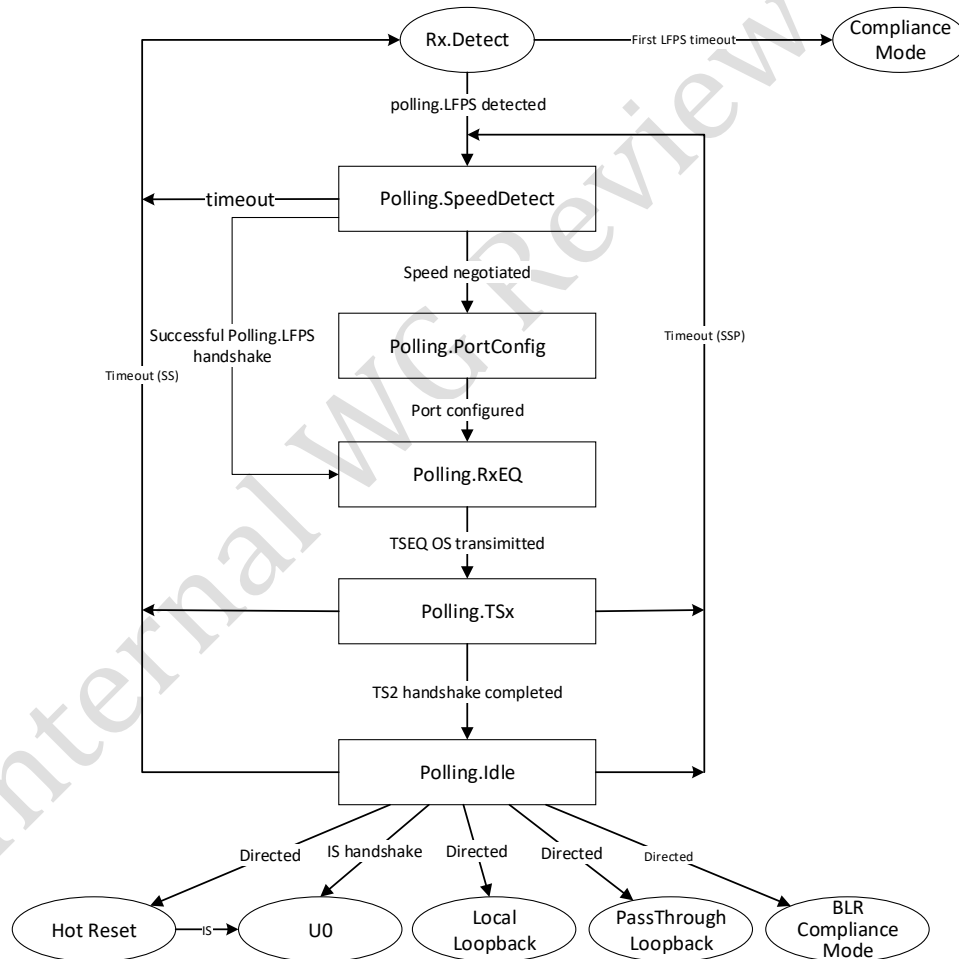 Rx.Detect
First LFPS timeout
Compliance
Mode
polling.LFPS detected
Polling.SpeedDetect
timeout
Speed negotiated
Successful Polling.LFPS
handshake
Polling.PortConfig
Timeout (SSP)
Timeout (SS)
Port configured
Polling.RxEQ
TSEQ OS transimitted
Polling.TSx
TS2 handshake completed
Polling.Idle
Directed
IS handshake
Directed
Directed
Directed
Hot Reset
IS
U0
Local
Loopback
PassThrough
Loopback
BLR
Compliance
Mode
Internal WG Review